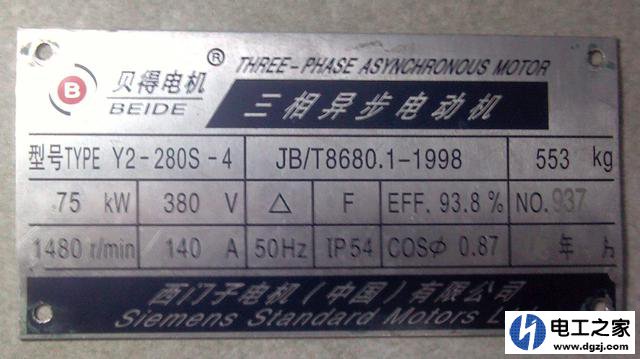 B
贝得电机®
BEIDE
THREE-PHASE ASYNCHRONOUS MOTOR
三相异步电动机
型号TYPE Y2-280S-4 JB/T8680.1-1998 553 kg
75 kW 380 V △ F EFF. 93.8% NO. 937
1480 r/min 140 A 50Hz IP54 COSΦ 0.87 年 月
西门子电机(中国)有限公司
Siemens Standard Motors
电工之家
www.dgzj.com